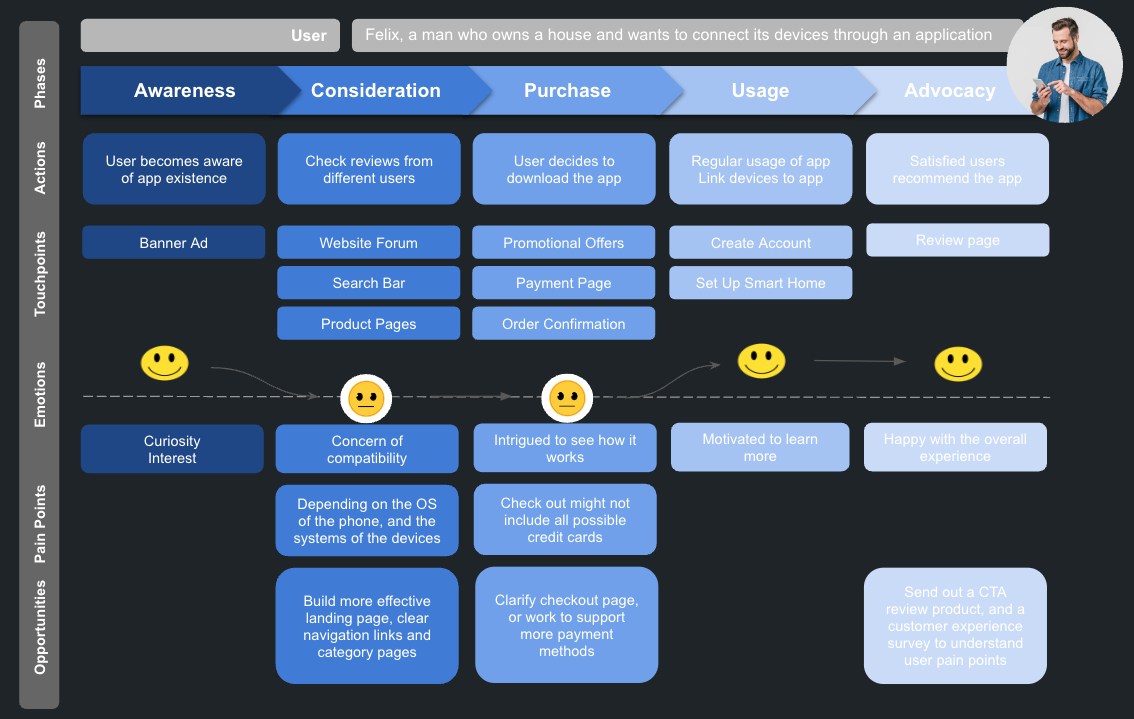 User
Felix, a man who owns a house and wants to connect its devices through an application
Phases
Awareness
Consideration
Purchase
Usage
Advocacy
Actions
User becomes aware
of app existence
Check reviews from
different users
User decides to
download the app
Regular usage of app
Link devices to app
Satisfied users
recommend the app
Touchpoints
Banner Ad
Website Forum
Search Bar
Product Pages
Promotional Offers
Payment Page
Order Confirmation
Create Account
Set Up Smart Home
Review page
Emotions
Curiosity
Interest
Concern of
compatibility
Intrigued to see how it
works
Motivated to learn
more
Happy with the overall
experience
Pain Points
Depending on the OS
of the phone, and the
systems of the devices
Check out might not
include all possible
credit cards
Opportunities
Build more effective
landing page, clear
navigation links and
category pages
Clarify checkout page,
or work to support
more payment
methods
Send out a CTA
review product, and a
customer experience
survey to understand
user pain points